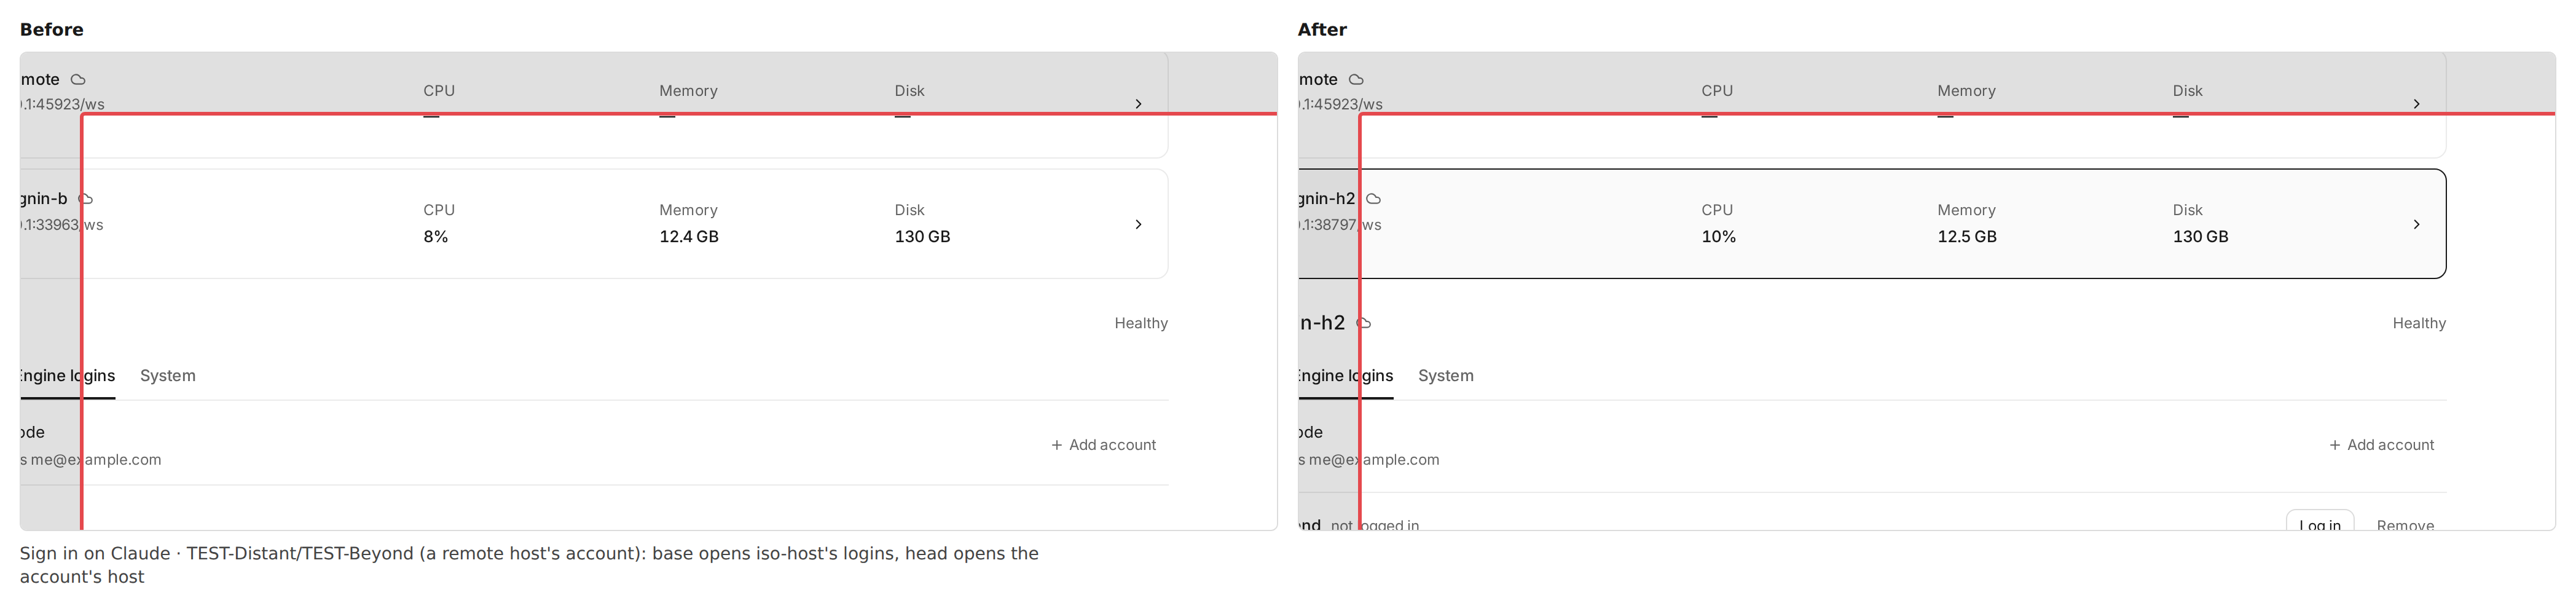 Before
mote
CPU Memory Disk
.1:45923/ws
gnin-b
CPU Memory Disk
.1:33963/ws
8% 12.4 GB 130 GB
Healthy
Engine logins System
ode
+ Add account
s me@example.com
Sign in on Claude · TEST-Distant/TEST-Beyond (a remote host's account): base opens iso-host's logins, head opens the
account's host
After
mote
CPU Memory Disk
.1:45923/ws
gnin-h2
CPU Memory Disk
.1:38797/ws
10% 12.5 GB 130 GB
n-h2 Healthy
Engine logins System
ode
+ Add account
s me@example.com
nd not logged in Log in Remove